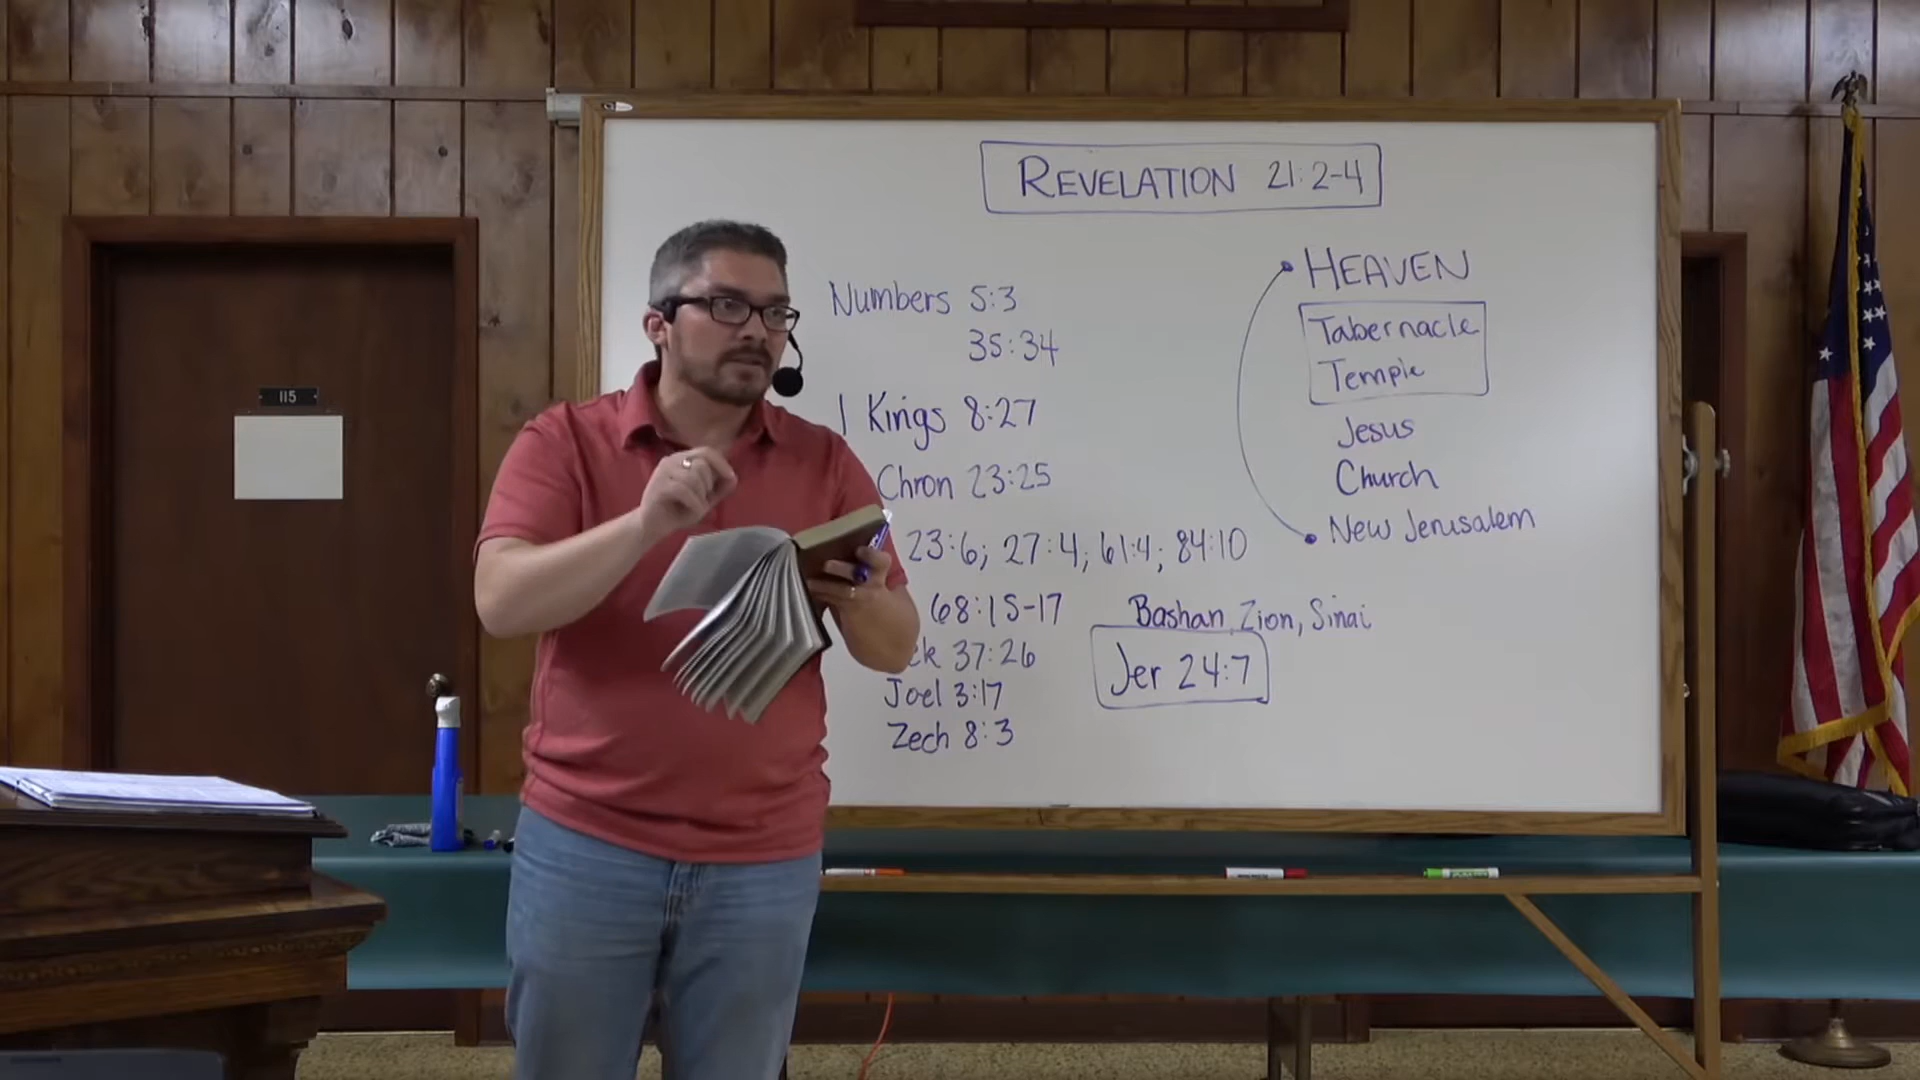 REVELATION 21:2-4
Numbers 5:3
35:34
1 Kings 8:27
Chron 23:25
23:6; 27:4; 61:4; 84:10
68:15-17
Bashan, Zion, Sinai
ek 37:26
Joel 3:17
Zech 8:3
Jer 24:7
HEAVEN
Tabernacle
Temple
Jesus
Church
New Jerusalem
115